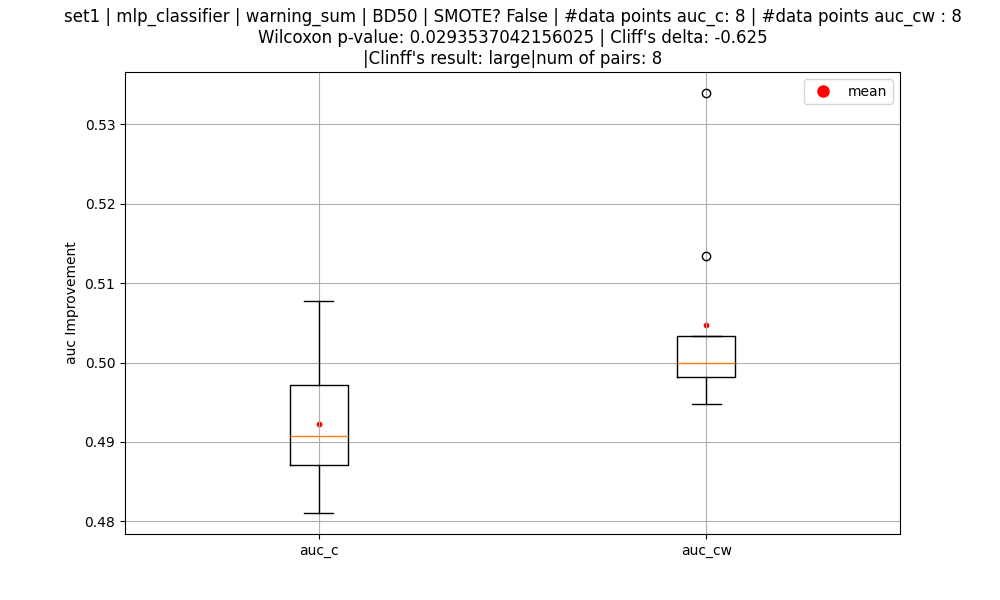 set1 | mlp_classifier | warning_sum | BD50 | SMOTE? False | #data points auc_c: 8 | #data points auc_cw : 8
Wilcoxon p-value: 0.0293537042156025 | Cliff's delta: -0.625
|Clinff's result: large|num of pairs: 8
mean
0.53
0.52
0.51
0.50
0.49
0.48
auc Improvement
auc_c
auc_cw